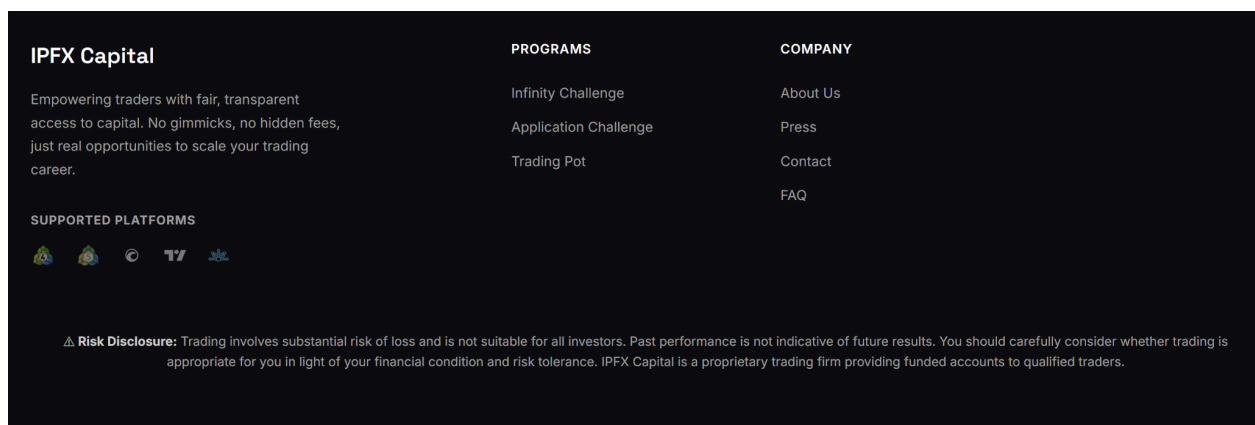 IPFX Capital
Empowering traders with fair, transparent
access to capital. No gimmicks, no hidden fees,
just real opportunities to scale your trading
career.
SUPPORTED PLATFORMS
PROGRAMS
Infinity Challenge
Application Challenge
Trading Pot
COMPANY
About Us
Press
Contact
FAQ
⚠ Risk Disclosure: Trading involves substantial risk of loss and is not suitable for all investors. Past performance is not indicative of future results. You should carefully consider whether trading is
appropriate for you in light of your financial condition and risk tolerance. IPFX Capital is a proprietary trading firm providing funded accounts to qualified traders.